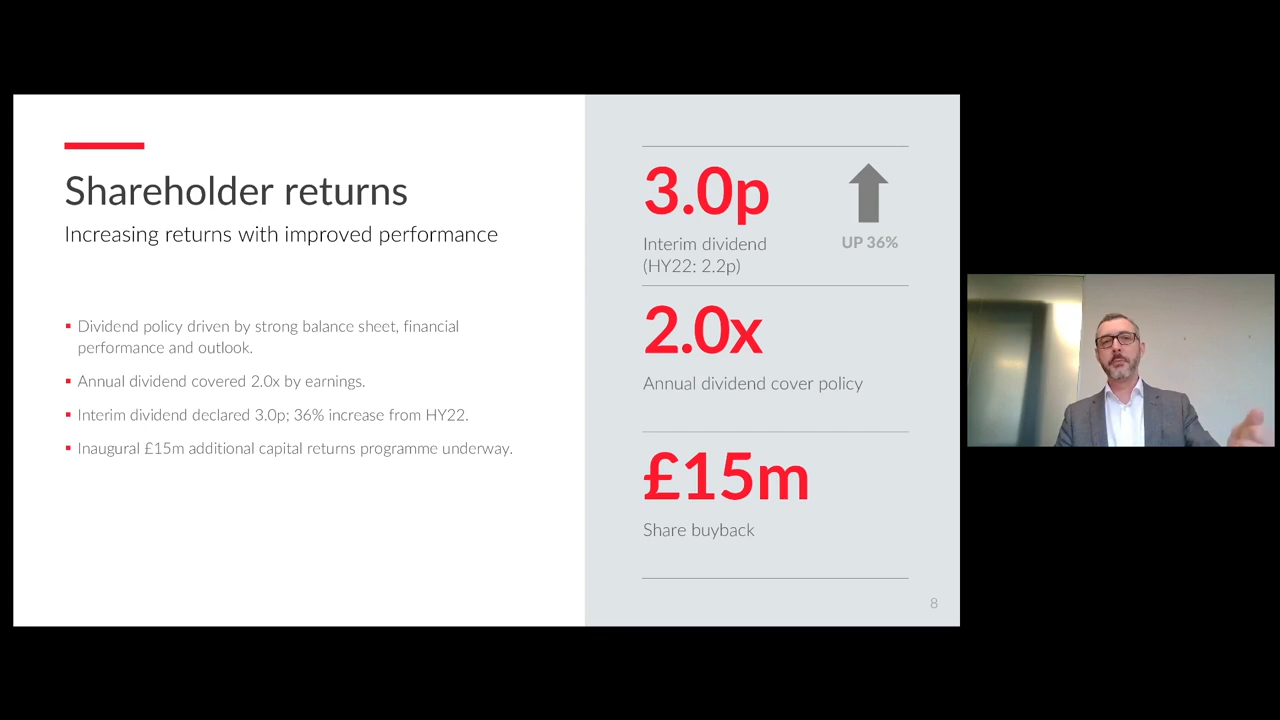 Shareholder returns
Increasing returns with improved performance
▪ Dividend policy driven by strong balance sheet, financial
performance and outlook.
▪ Annual dividend covered 2.0x by earnings.
▪ Interim dividend declared 3.0p; 36% increase from HY22.
▪ Inaugural £15m additional capital returns programme underway.
3.0p
UP 36%
Interim dividend
(HY22: 2.2p)
2.0x
Annual dividend cover policy
£15m
Share buyback
8